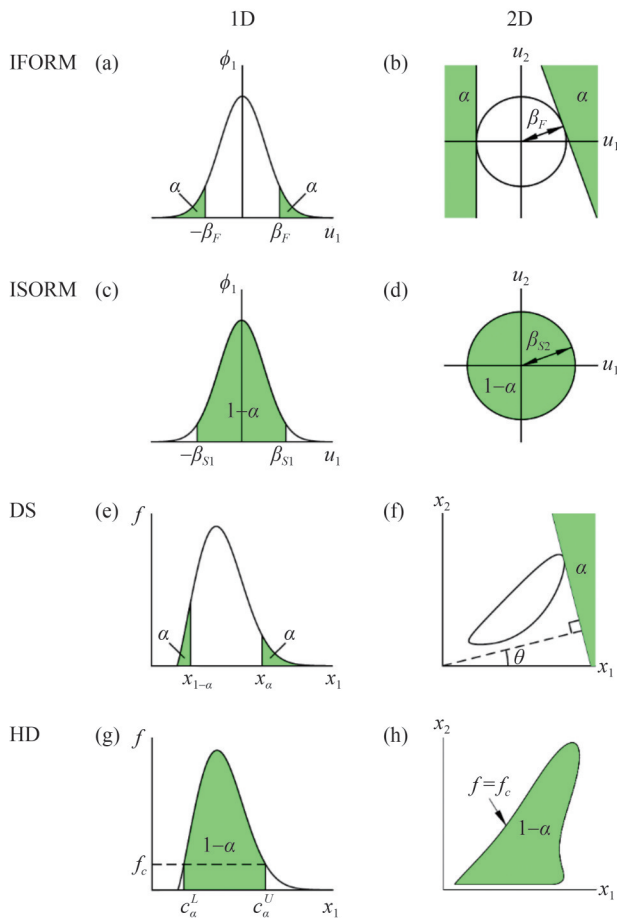 1D 2D
IFORM (a) ϕ₁ (b) u₂
α α βF α α u₁
−βF βF u₁
ISORM (c) ϕ₁ (d) u₂
βS2 u₁
1−α 1−α
−βS1 βS1 u₁
DS (e) f (f) x₂
α
α α θ
x₁₋α xα x₁ x₁
HD (g) f (h) x₂
f=fc
1−α 1−α
fc
cαL cαU x₁ x₁